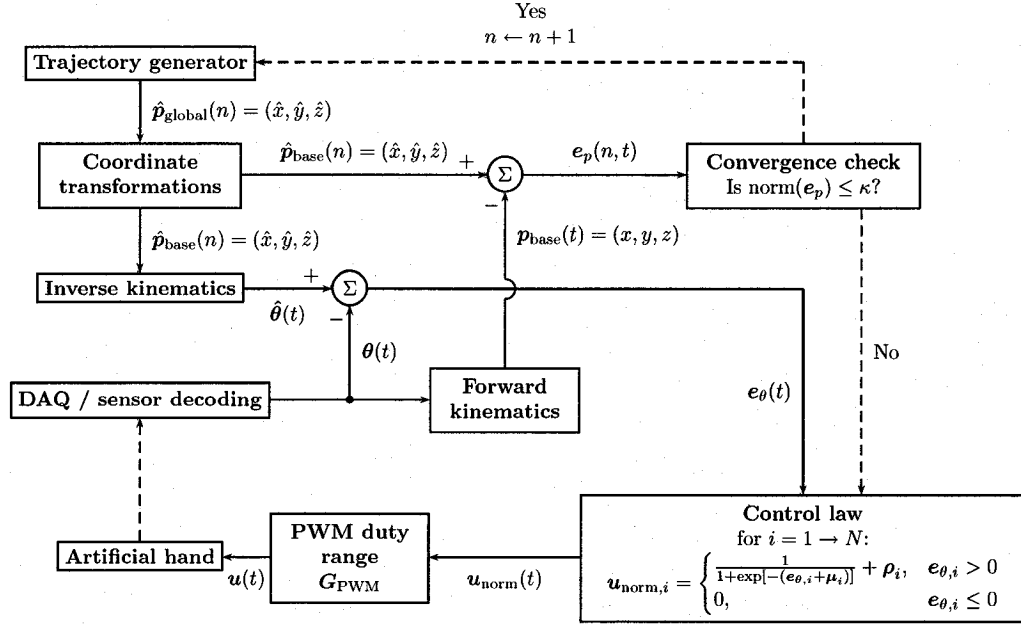 Yes
n ← n + 1
Trajectory generator
p̂_global(n) = (x̂, ŷ, ẑ)
Coordinate
transformations
p̂_base(n) = (x̂, ŷ, ẑ)
+
Σ
−
e_p(n, t)
Convergence check
Is norm(e_p) ≤ κ?
p̂_base(n) = (x̂, ŷ, ẑ)
p_base(t) = (x, y, z)
Inverse kinematics
+
Σ
−
θ̂(t)
θ(t)
No
DAQ / sensor decoding
Forward
kinematics
e_θ(t)
Control law
for i = 1 → N:
u_norm,i = { 1/(1+exp[−(e_θ,i+μ_i)]) + ρ_i, e_θ,i > 0
0, e_θ,i ≤ 0
PWM duty
range
G_PWM
Artificial hand
u(t)
u_norm(t)